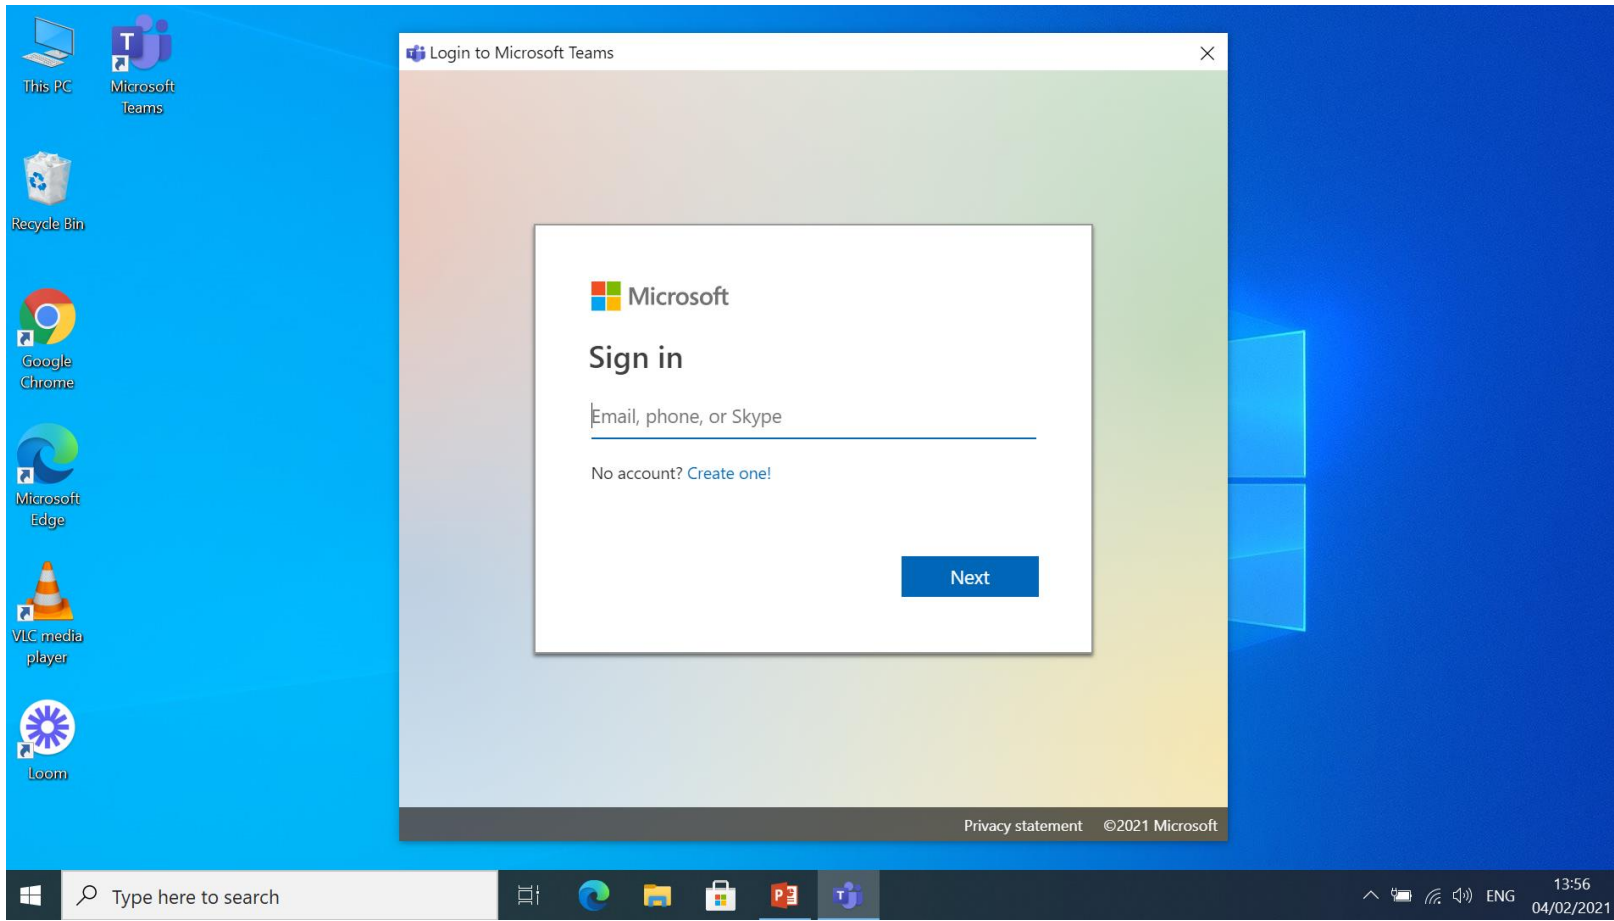 This PC
Microsoft
Teams
Recycle Bin
Google
Chrome
Microsoft
Edge
VLC media
player
Loom
Login to Microsoft Teams
Microsoft
Sign in
Email, phone, or Skype
No account? Create one!
Next
Privacy statement ©2021 Microsoft
Type here to search
ENG
13:56
04/02/2021